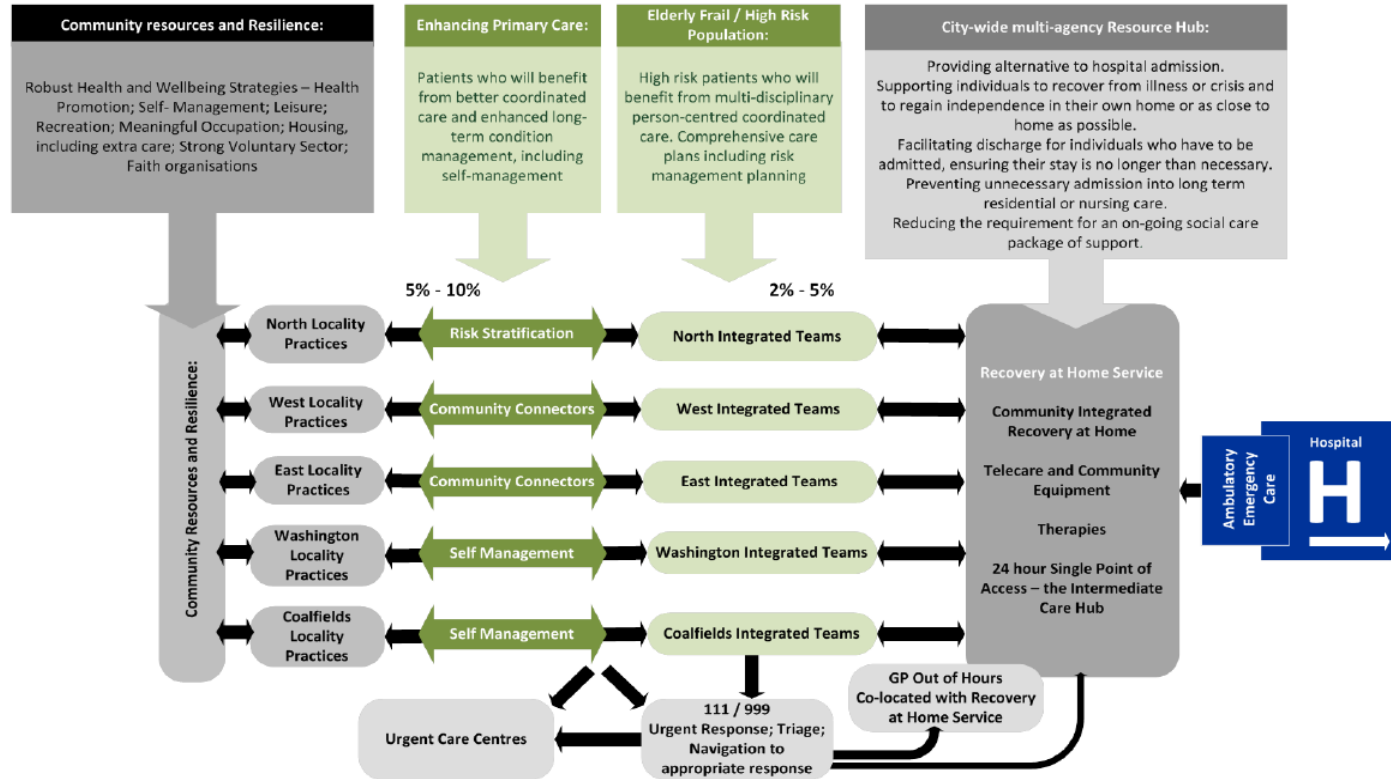 Community resources and Resilience:
Robust Health and Wellbeing Strategies – Health
Promotion; Self- Management; Leisure;
Recreation; Meaningful Occupation; Housing,
including extra care; Strong Voluntary Sector;
Faith organisations
Enhancing Primary Care:
Patients who will benefit
from better coordinated
care and enhanced long-
term condition
management, including
self-management
Elderly Frail / High Risk
Population:
High risk patients who will
benefit from multi-disciplinary
person-centred coordinated
care. Comprehensive care
plans including risk
management planning
City-wide multi-agency Resource Hub:
Providing alternative to hospital admission.
Supporting individuals to recover from illness or crisis and
to regain independence in their own home or as close to
home as possible.
Facilitating discharge for individuals who have to be
admitted, ensuring their stay is no longer than necessary.
Preventing unnecessary admission into long term
residential or nursing care.
Reducing the requirement for an on-going social care
package of support.
5% - 10%
2% - 5%
Community Resources and Resilience:
North Locality
Practices
Risk Stratification
North Integrated Teams
West Locality
Practices
Community Connectors
West Integrated Teams
East Locality
Practices
Community Connectors
East Integrated Teams
Washington
Locality
Practices
Self Management
Washington Integrated Teams
Coalfields
Locality
Practices
Self Management
Coalfields Integrated Teams
Recovery at Home Service
Community Integrated
Recovery at Home
Telecare and Community
Equipment
Therapies
24 hour Single Point of
Access – the Intermediate
Care Hub
Ambulatory
Emergency
Care
Hospital
H
Urgent Care Centres
111 / 999
Urgent Response; Triage;
Navigation to
appropriate response
GP Out of Hours
Co-located with Recovery
at Home Service